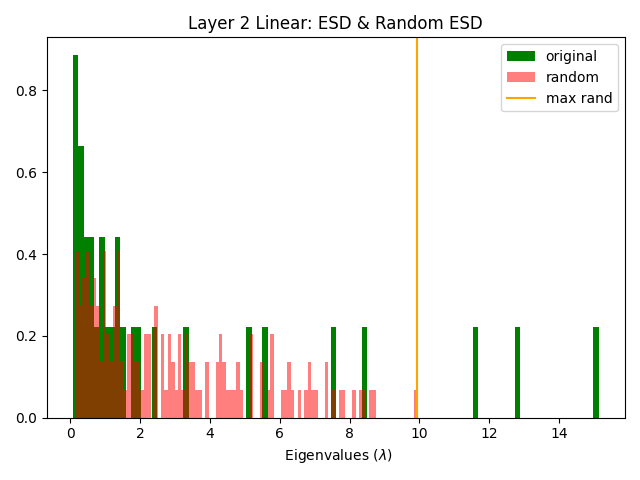 Layer 2 Linear: ESD & Random ESD
original
random
max rand
0.8
0.6
0.4
0.2
0.0
0 2 4 6 8 10 12 14
Eigenvalues (λ)